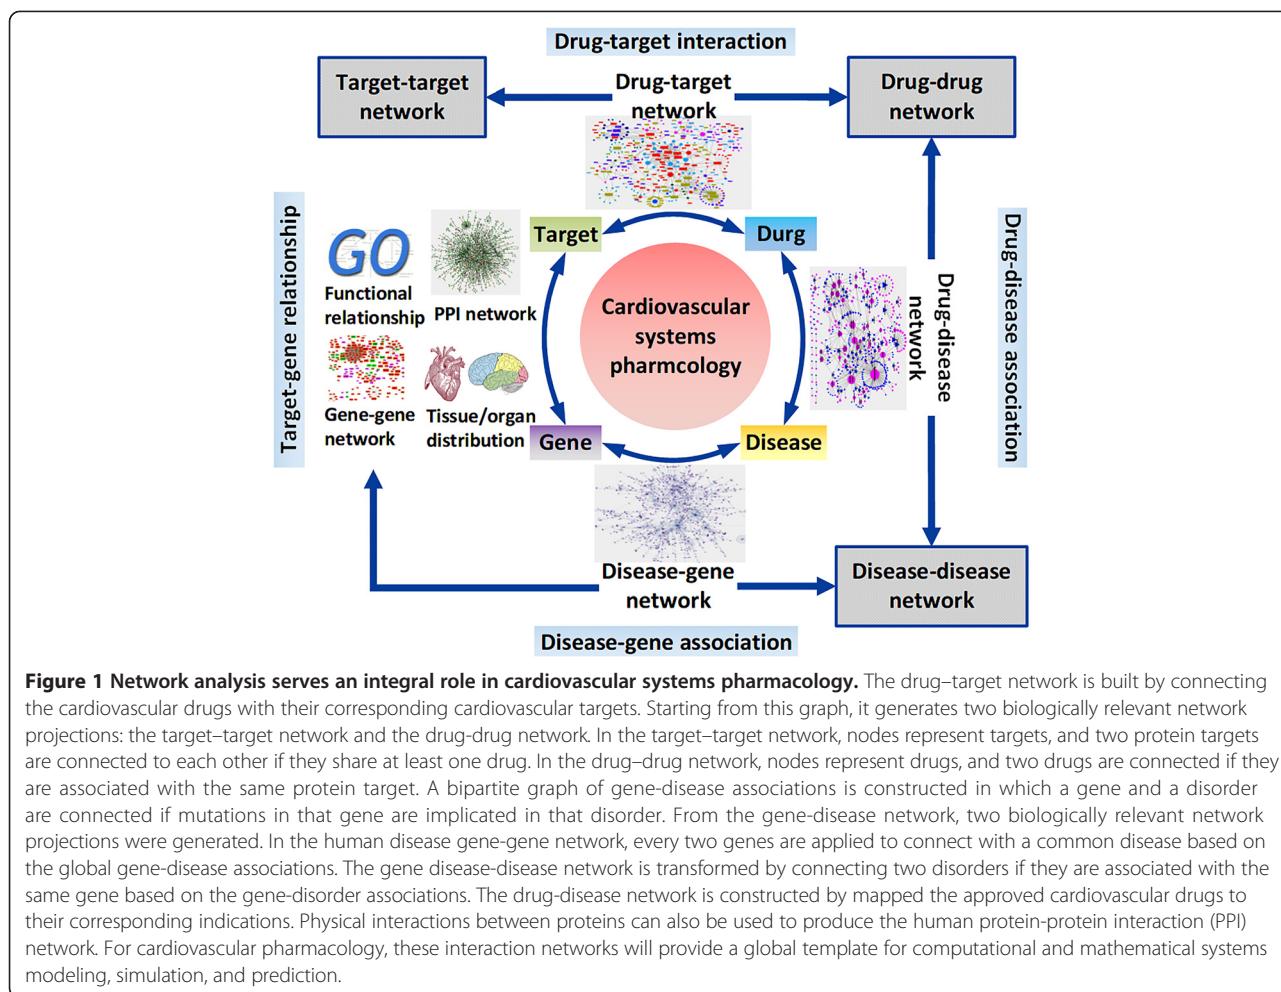 Drug-target interaction
Target-target
network
Drug-target
network
Drug-drug
network
Target-gene relationship
GO
Functional
relationship
PPI network
Gene-gene
network
Tissue/organ
distribution
Target
Durg
Cardiovascular
systems
pharmcology
Gene
Disease
Drug-disease
network
Drug-disease association
Disease-gene
network
Disease-disease
network
Disease-gene association
Figure 1 Network analysis serves an integral role in cardiovascular systems pharmacology. The drug–target network is built by connecting
the cardiovascular drugs with their corresponding cardiovascular targets. Starting from this graph, it generates two biologically relevant network
projections: the target–target network and the drug-drug network. In the target–target network, nodes represent targets, and two protein targets
are connected to each other if they share at least one drug. In the drug–drug network, nodes represent drugs, and two drugs are connected if they
are associated with the same protein target. A bipartite graph of gene-disease associations is constructed in which a gene and a disorder
are connected if mutations in that gene are implicated in that disorder. From the gene-disease network, two biologically relevant network
projections were generated. In the human disease gene-gene network, every two genes are applied to connect with a common disease based on
the global gene-disease associations. The gene disease-disease network is transformed by connecting two disorders if they are associated with the
same gene based on the gene-disorder associations. The drug-disease network is constructed by mapped the approved cardiovascular drugs to
their corresponding indications. Physical interactions between proteins can also be used to produce the human protein-protein interaction (PPI)
network. For cardiovascular pharmacology, these interaction networks will provide a global template for computational and mathematical systems
modeling, simulation, and prediction.